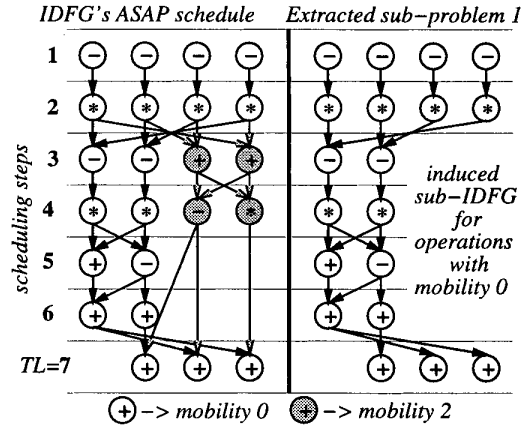 IDFG's ASAP schedule
Extracted sub-problem 1
scheduling steps
1 - - - - - - - -
2 * * * * * * * *
3 - - + + - -
4 * * - * * *
5 + - + -
6 + + + +
TL=7 + + + + + +
induced
sub-IDFG
for
operations
with
mobility 0
+ -> mobility 0 + -> mobility 2